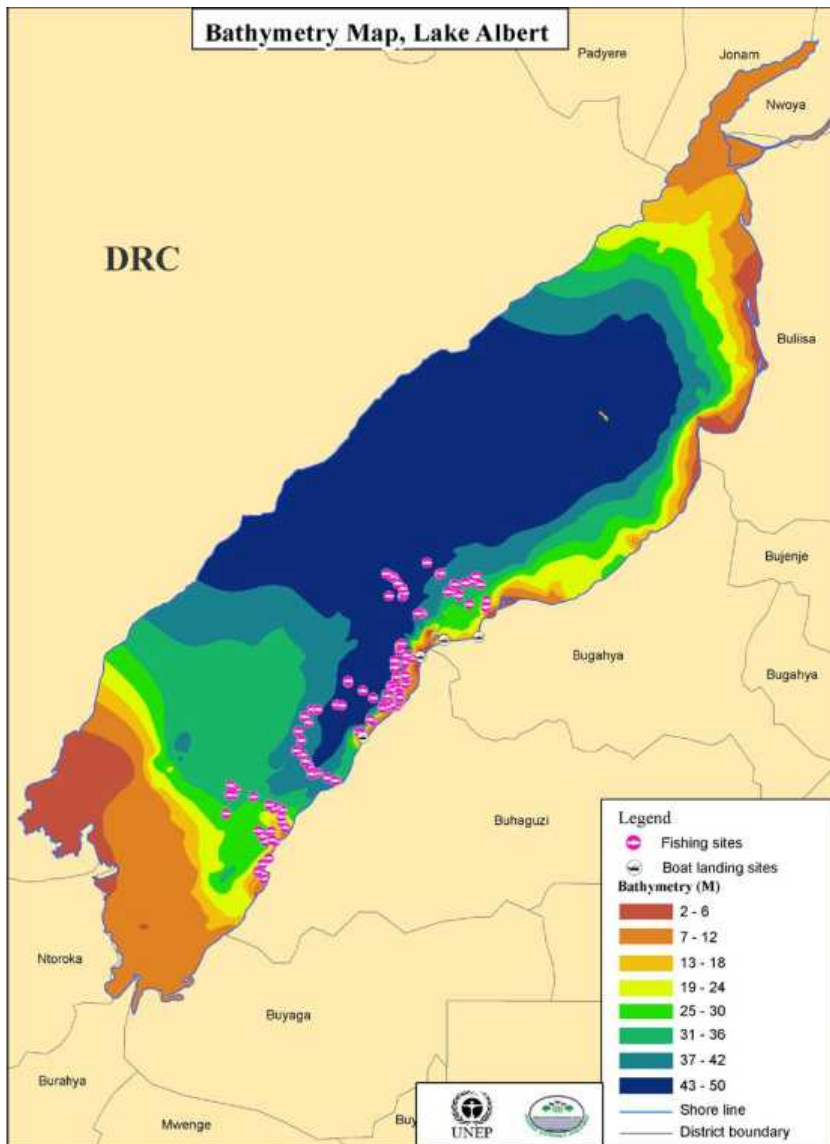 Bathymetry Map, Lake Albert
Padyere
Jonam
Nwoya
DRC
Buliisa
Bujenje
Bugahya
Bugahya
Buhaguzi
Ntoroka
Buyaga
Burahya
Mwenge
Buy
UNEP
Legend
Fishing sites
Boat landing sites
Bathymetry (M)
2 - 6
7 - 12
13 - 18
19 - 24
25 - 30
31 - 36
37 - 42
43 - 50
Shore line
District boundary